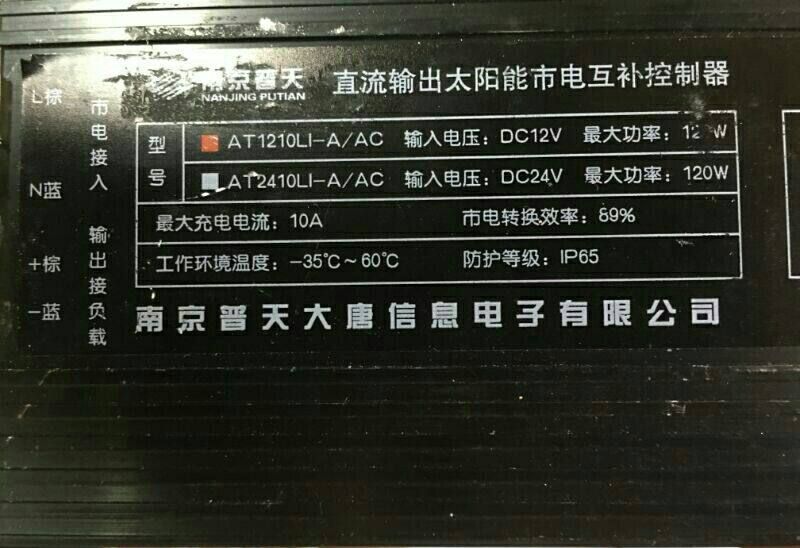 南京普天
NANJING PUTIAN
直流输出太阳能市电互补控制器
L棕
N蓝
市电接入
+棕
-蓝
输出接负载
型号
AT1210LI-A/AC 输入电压：DC12V 最大功率：
AT2410LI-A/AC 输入电压：DC24V 最大功率：120W
最大充电电流：10A 市电转换效率：89%
工作环境温度：-35℃～60℃ 防护等级：IP65
南京普天大唐信息电子有限公司